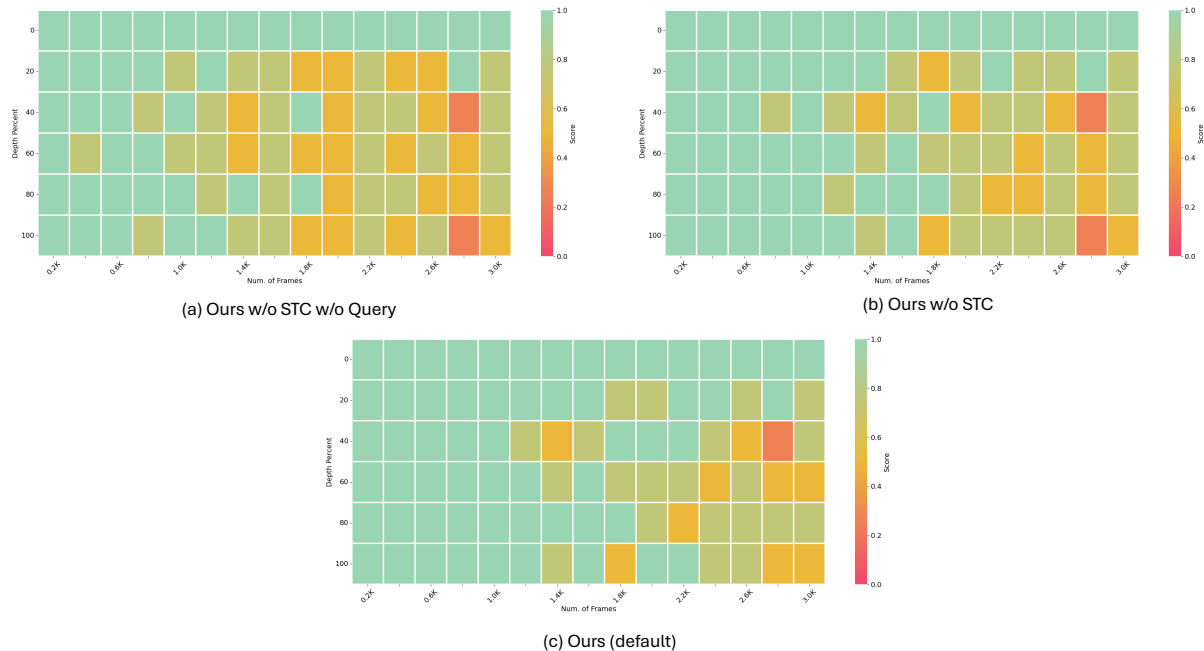 0
20
40
60
80
100
Depth Percent
0.2K
0.6K
1.0K
1.4K
1.8K
2.2K
2.6K
3.0K
Num. of Frames
1.0
0.8
0.6
0.4
0.2
0.0
Score
(a) Ours w/o STC w/o Query
0
20
40
60
80
100
Depth Percent
0.2K
0.6K
1.0K
1.4K
1.8K
2.2K
2.6K
3.0K
Num. of Frames
1.0
0.8
0.6
0.4
0.2
0.0
Score
(b) Ours w/o STC
0
20
40
60
80
100
Depth Percent
0.2K
0.6K
1.0K
1.4K
1.8K
2.2K
2.6K
3.0K
Num. of Frames
1.0
0.8
0.6
0.4
0.2
0.0
Score
(c) Ours (default)